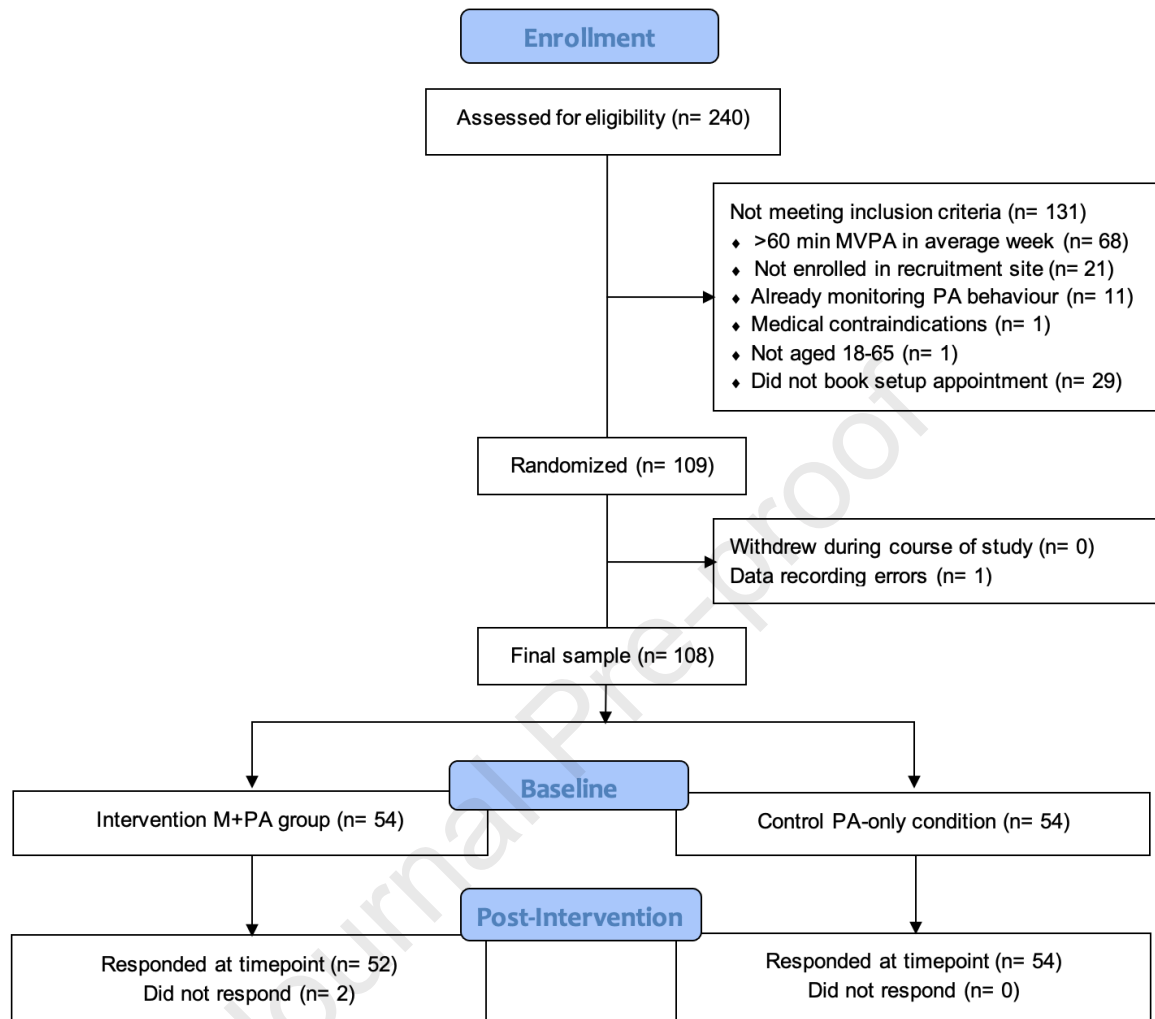 Enrollment
Assessed for eligibility (n= 240)
Not meeting inclusion criteria (n= 131)
♦ >60 min MVPA in average week (n= 68)
♦ Not enrolled in recruitment site (n= 21)
♦ Already monitoring PA behaviour (n= 11)
♦ Medical contraindications (n= 1)
♦ Not aged 18-65 (n= 1)
♦ Did not book setup appointment (n= 29)
Randomized (n= 109)
Withdrew during course of study (n= 0)
Data recording errors (n= 1)
Final sample (n= 108)
Baseline
Intervention M+PA group (n= 54)
Control PA-only condition (n= 54)
Post-Intervention
Responded at timepoint (n= 52)
Did not respond (n= 2)
Responded at timepoint (n= 54)
Did not respond (n= 0)
Journal Pre-proof